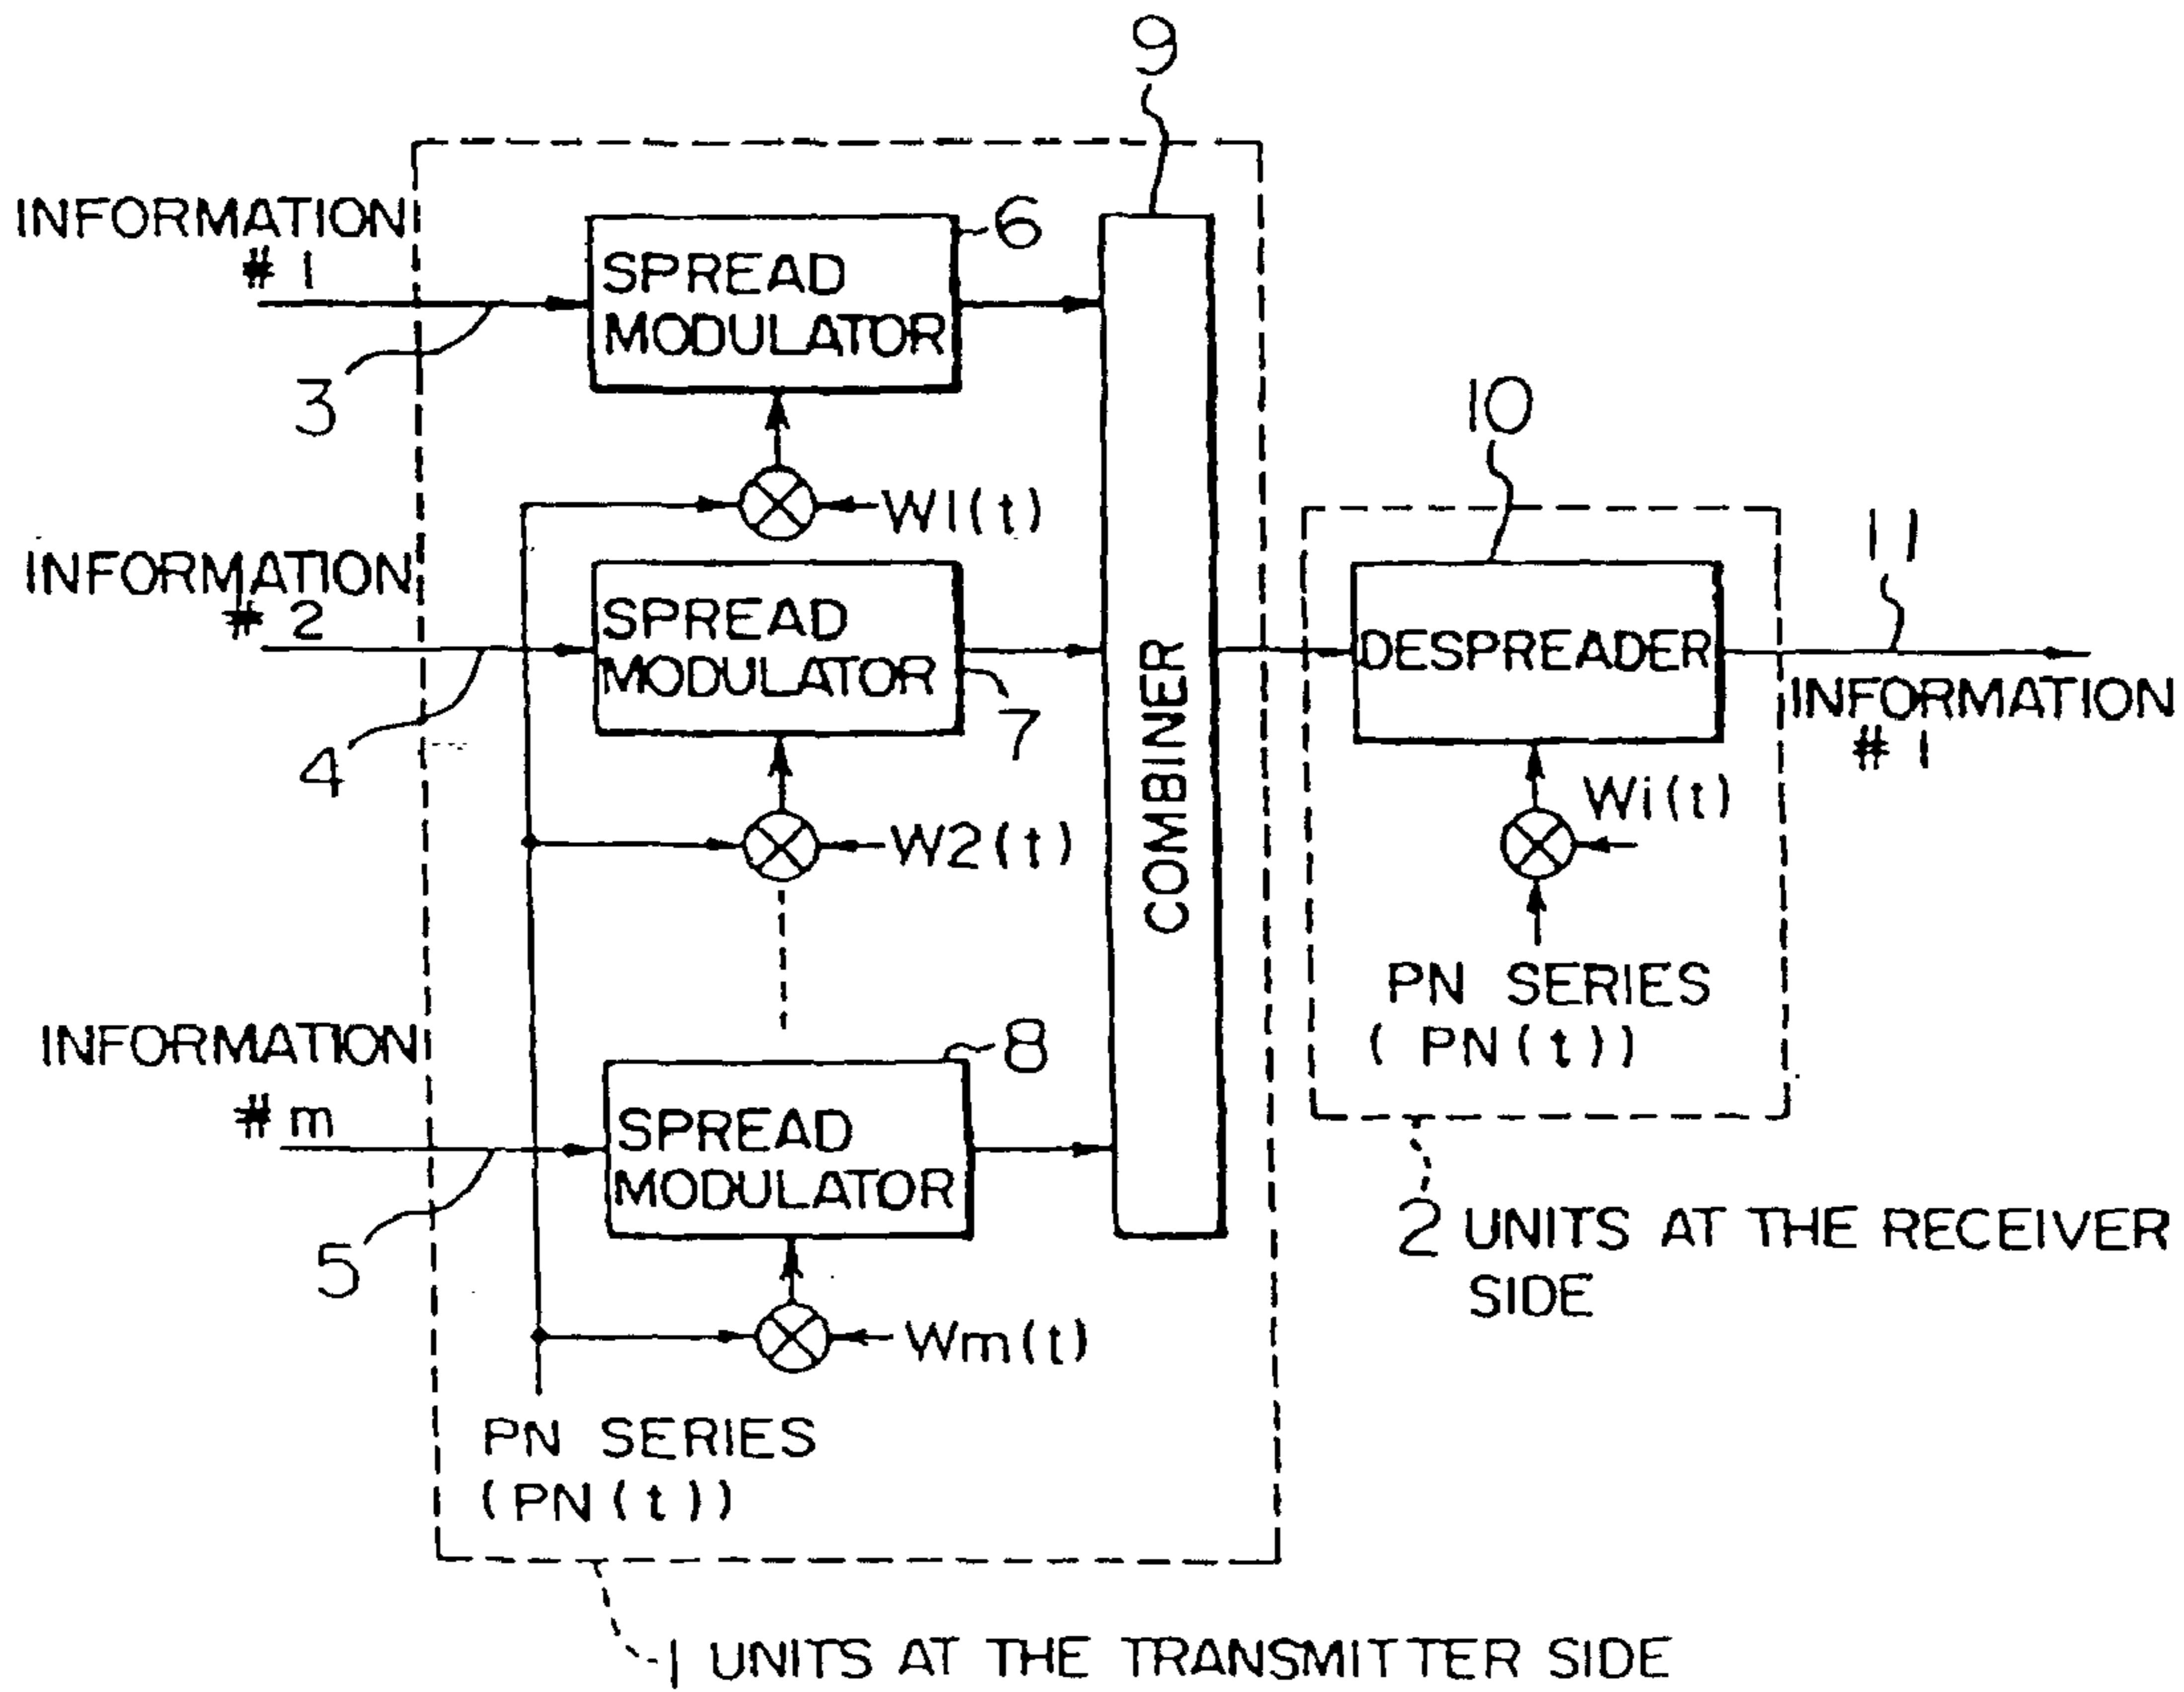 9
INFORMATION
# 1
6
SPREAD
MODULATOR
3
W1(t)
10
11
INFORMATION
# 2
SPREAD
MODULATOR
7
4
W2(t)
COMBINER
DESPREADER
INFORMATION
# 1
Wi(t)
PN SERIES
( PN(t))
INFORMATION
# m
8
SPREAD
MODULATOR
5
Wm(t)
2 UNITS AT THE RECEIVER
SIDE
PN SERIES
(PN(t))
1 UNITS AT THE TRANSMITTER SIDE